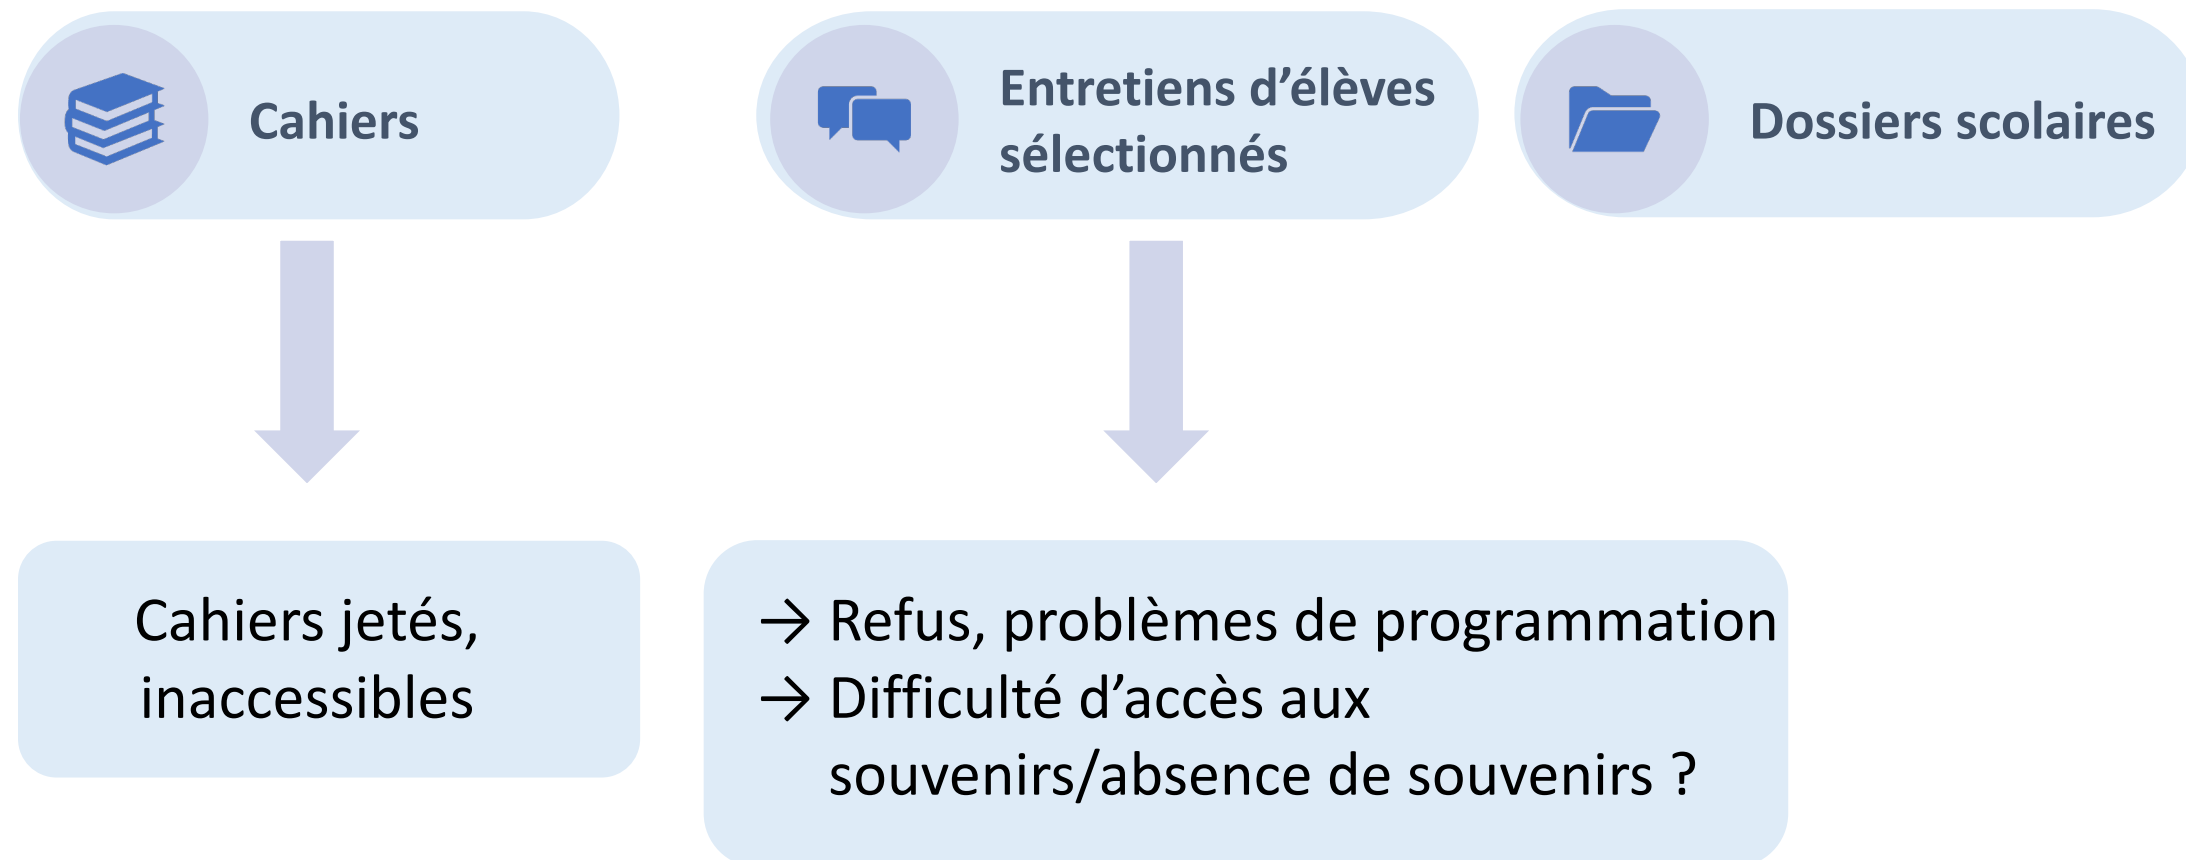 Cahiers
Entretiens d’élèves
sélectionnés
Dossiers scolaires
Cahiers jetés,
inaccessibles
→ Refus, problèmes de programmation
→ Difficulté d’accès aux
souvenirs/absence de souvenirs ?